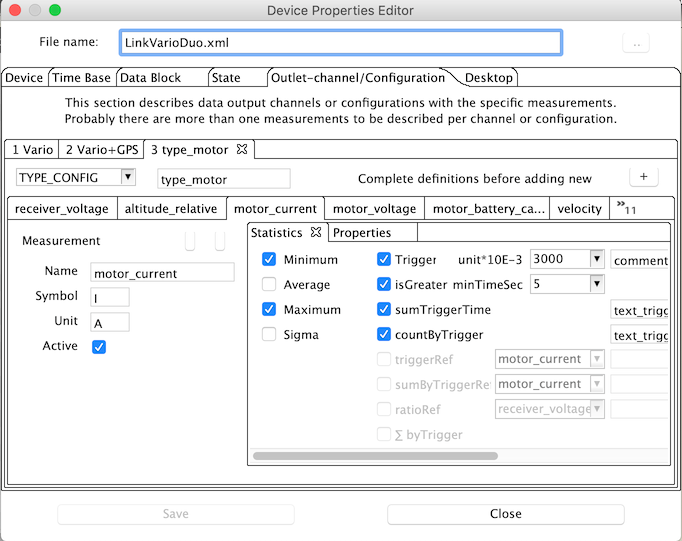 Device Properties Editor
File name: LinkVarioDuo.xml ..
Device Time Base Data Block State Outlet-channel/Configuration Desktop
This section describes data output channels or configurations with the specific measurements.
Probably there are more than one measurements to be described per channel or configuration.
1 Vario 2 Vario+GPS 3 type_motor
TYPE_CONFIG type_motor Complete definitions before adding new +
receiver_voltage altitude_relative motor_current motor_voltage motor_battery_ca... velocity »11
Measurement
Name motor_current
Symbol I
Unit A
Active
Statistics Properties
Minimum Trigger unit*10E-3 3000 comment
Average isGreater minTimeSec 5
Maximum sumTriggerTime text_trigg
Sigma countByTrigger text_trigg
triggerRef motor_current
sumByTriggerRe motor_current
ratioRef receiver_voltage
∑ byTrigger
Save Close